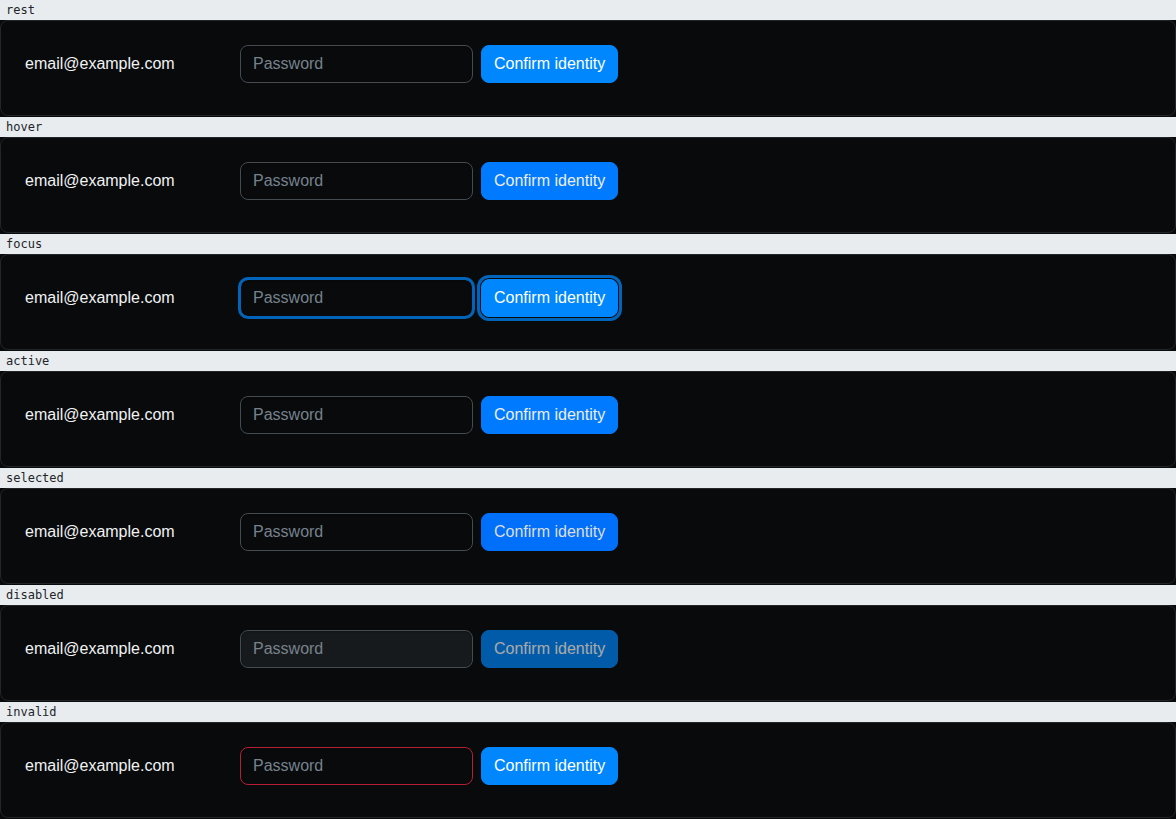 rest
email@example.com Password Confirm identity
hover
email@example.com Password Confirm identity
focus
email@example.com Password Confirm identity
active
email@example.com Password Confirm identity
selected
email@example.com Password Confirm identity
disabled
email@example.com Password Confirm identity
invalid
email@example.com Password Confirm identity